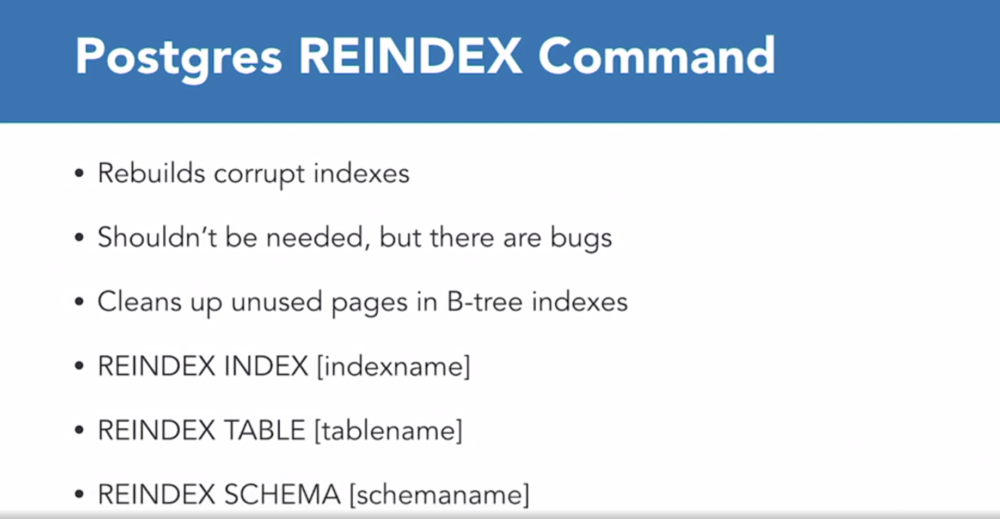 Postgres REINDEX Command
• Rebuilds corrupt indexes
• Shouldn’t be needed, but there are bugs
• Cleans up unused pages in B-tree indexes
• REINDEX INDEX [indexname]
• REINDEX TABLE [tablename]
• REINDEX SCHEMA [schemaname]